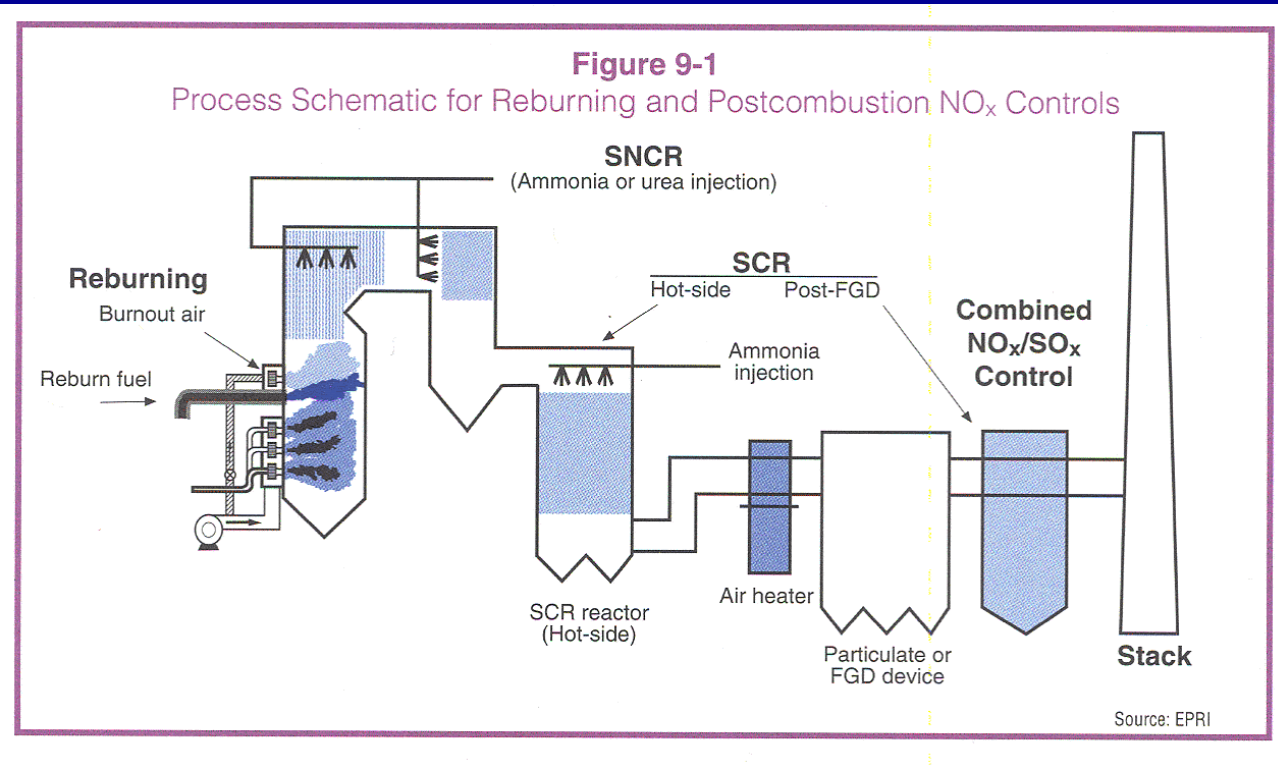 Figure 9-1
Process Schematic for Reburning and Postcombustion NOx Controls
SNCR
(Ammonia or urea injection)
Reburning
Burnout air
Reburn fuel
SCR
Hot-side Post-FGD
Combined
NOx/SOx
Control
Ammonia
injection
SCR reactor
(Hot-side)
Air heater
Particulate or
FGD device
Stack
Source: EPRI